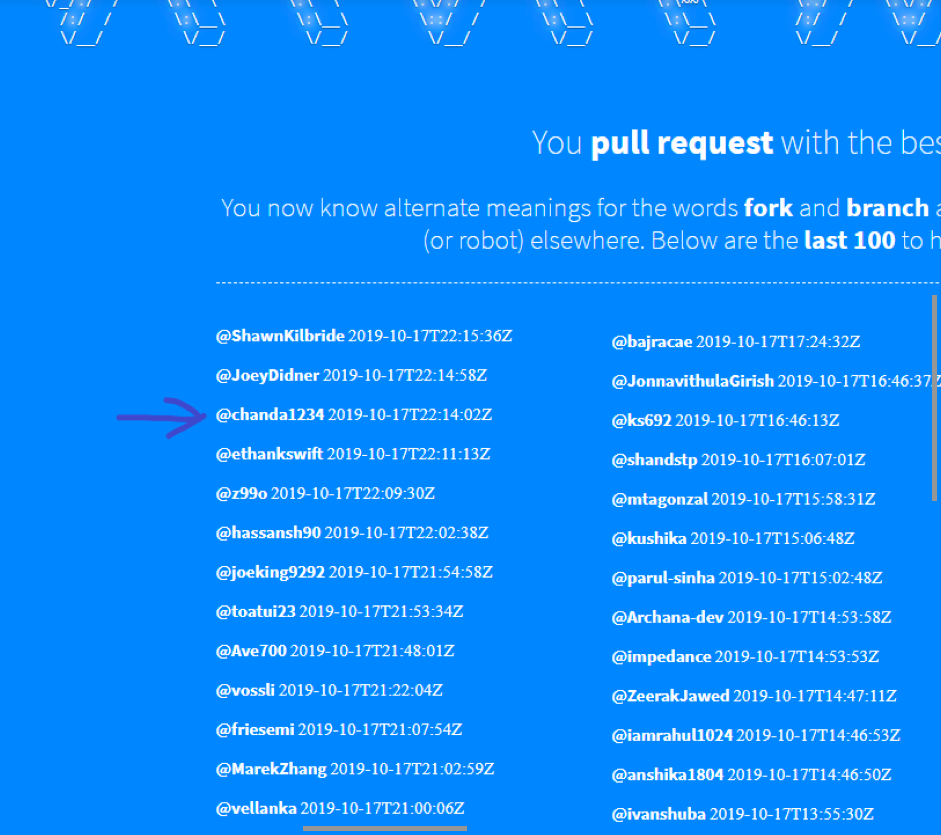 You pull request with the bes
You now know alternate meanings for the words fork and branch
(or robot) elsewhere. Below are the last 100 to h
@ShawnKilbride 2019-10-17T22:15:36Z
@JoeyDidner 2019-10-17T22:14:58Z
@chanda1234 2019-10-17T22:14:02Z
@ethankswift 2019-10-17T22:11:13Z
@z99o 2019-10-17T22:09:30Z
@hassansh90 2019-10-17T22:02:38Z
@joeking9292 2019-10-17T21:54:58Z
@toatui23 2019-10-17T21:53:34Z
@Ave700 2019-10-17T21:48:01Z
@vossli 2019-10-17T21:22:04Z
@friesemi 2019-10-17T21:07:54Z
@MarekZhang 2019-10-17T21:02:59Z
@vellanka 2019-10-17T21:00:06Z
@bajracae 2019-10-17T17:24:32Z
@JonnavithulaGirish 2019-10-17T16:46:37Z
@ks692 2019-10-17T16:46:13Z
@shandstp 2019-10-17T16:07:01Z
@mtagonzal 2019-10-17T15:58:31Z
@kushika 2019-10-17T15:06:48Z
@parul-sinha 2019-10-17T15:02:48Z
@Archana-dev 2019-10-17T14:53:58Z
@impedance 2019-10-17T14:53:53Z
@ZeerakJawed 2019-10-17T14:47:11Z
@iamrahul1024 2019-10-17T14:46:53Z
@anshika1804 2019-10-17T14:46:50Z
@ivanshuba 2019-10-17T13:55:30Z